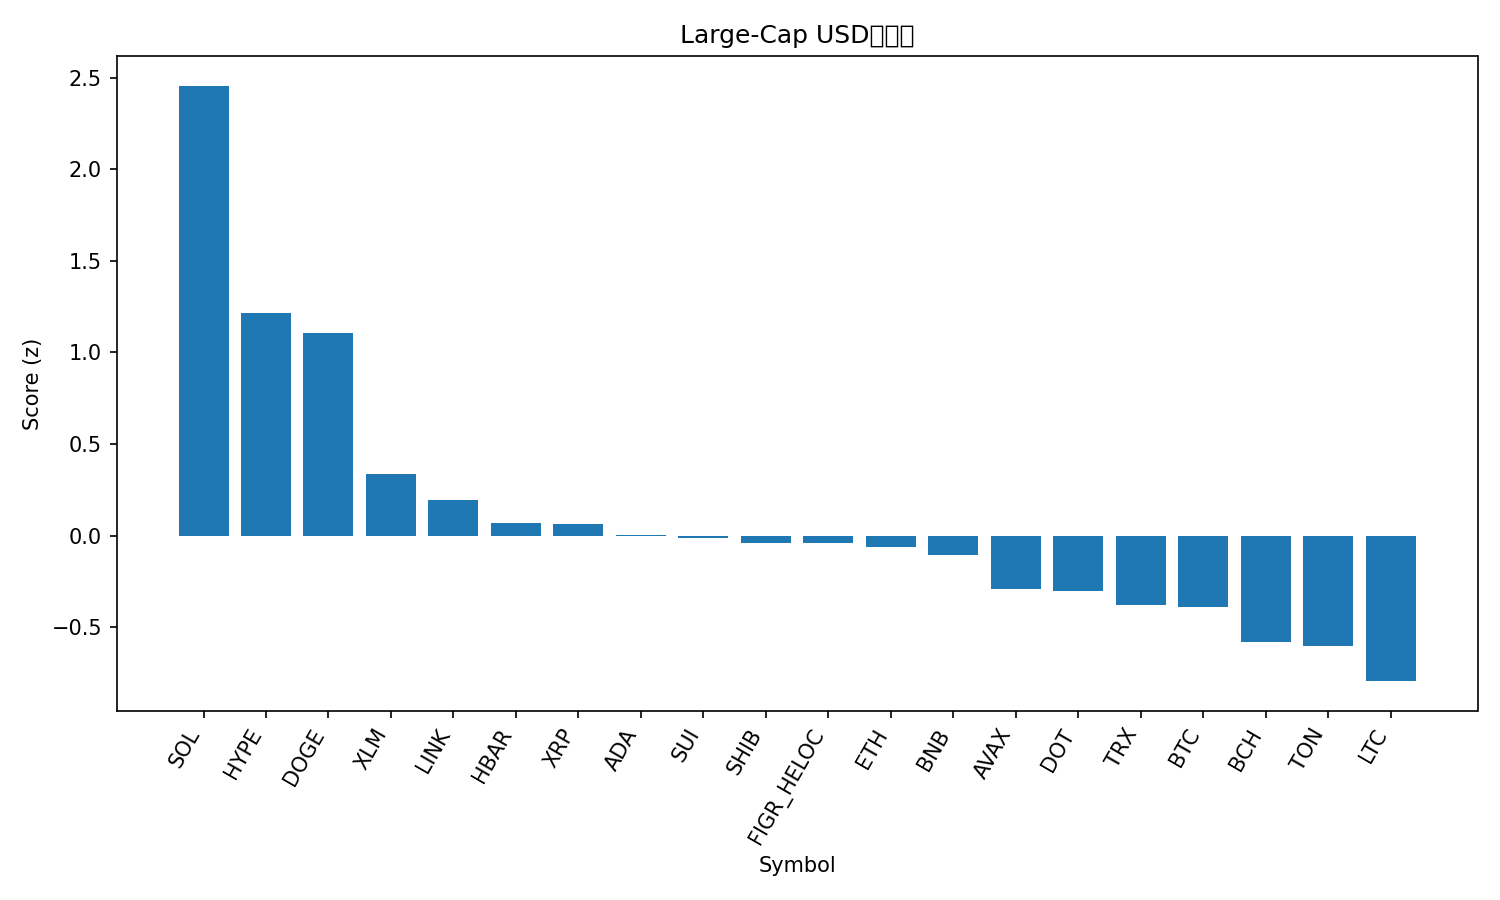 Large-Cap USD
Score (z)
2.5
2.0
1.5
1.0
0.5
0.0
−0.5
SOL
HYPE
DOGE
XLM
LINK
HBAR
XRP
ADA
SUI
SHIB
FIGR_HELOC
ETH
BNB
AVAX
DOT
TRX
BTC
BCH
TON
LTC
Symbol